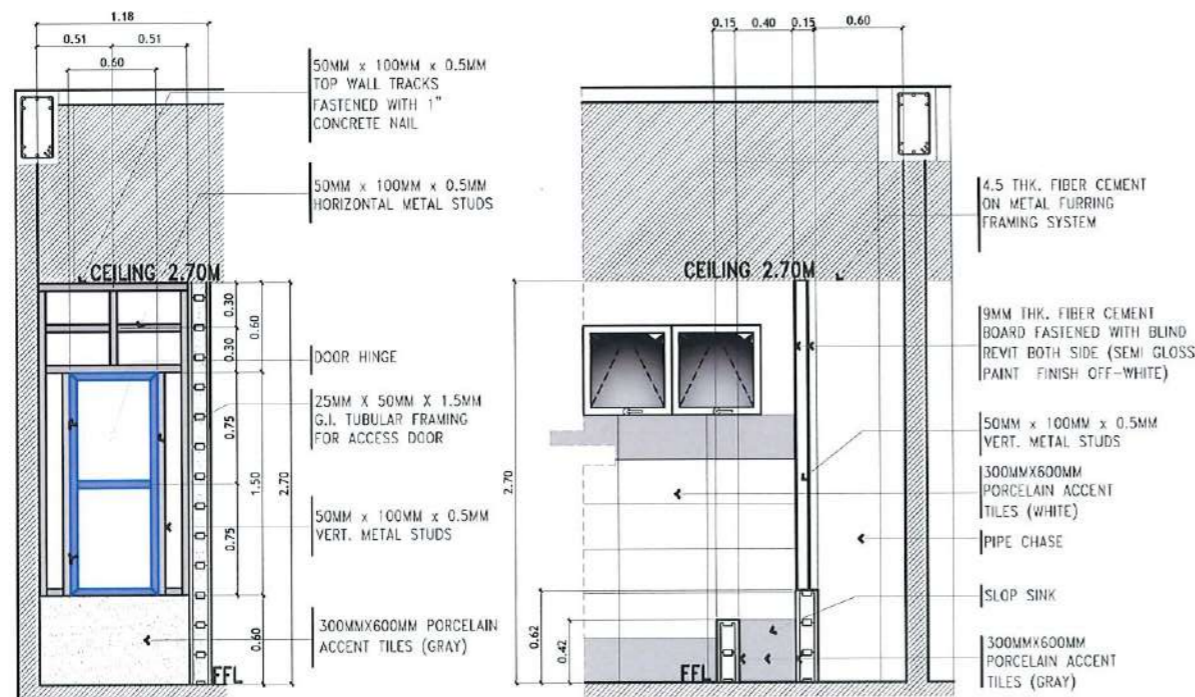 1.18
0.51
0.51
0.60
50MM x 100MM x 0.5MM
TOP WALL TRACKS
FASTENED WITH 1"
CONCRETE NAIL
50MM x 100MM x 0.5MM
HORIZONTAL METAL STUDS
CEILING 2.70M
0.30
0.60
0.30
DOOR HINGE
25MM X 50MM X 1.5MM
G.I. TUBULAR FRAMING
FOR ACCESS DOOR
0.75
1.50
2.70
0.75
50MM x 100MM x 0.5MM
VERT. METAL STUDS
300MMX600MM PORCELAIN
ACCENT TILES (GRAY)
0.60
FFL
0.15
0.40
0.15
0.60
4.5 THK. FIBER CEMENT
ON METAL FURRING
FRAMING SYSTEM
CEILING 2.70M
9MM THK. FIBER CEMENT
BOARD FASTENED WITH BLIND
REVIT BOTH SIDE (SEMI GLOSS
PAINT FINISH OFF-WHITE)
50MM x 100MM x 0.5MM
VERT. METAL STUDS
2.70
300MMX600MM
PORCELAIN ACCENT
TILES (WHITE)
PIPE CHASE
SLOP SINK
0.62
0.42
FFL
300MMX600MM
PORCELAIN ACCENT
TILES (GRAY)